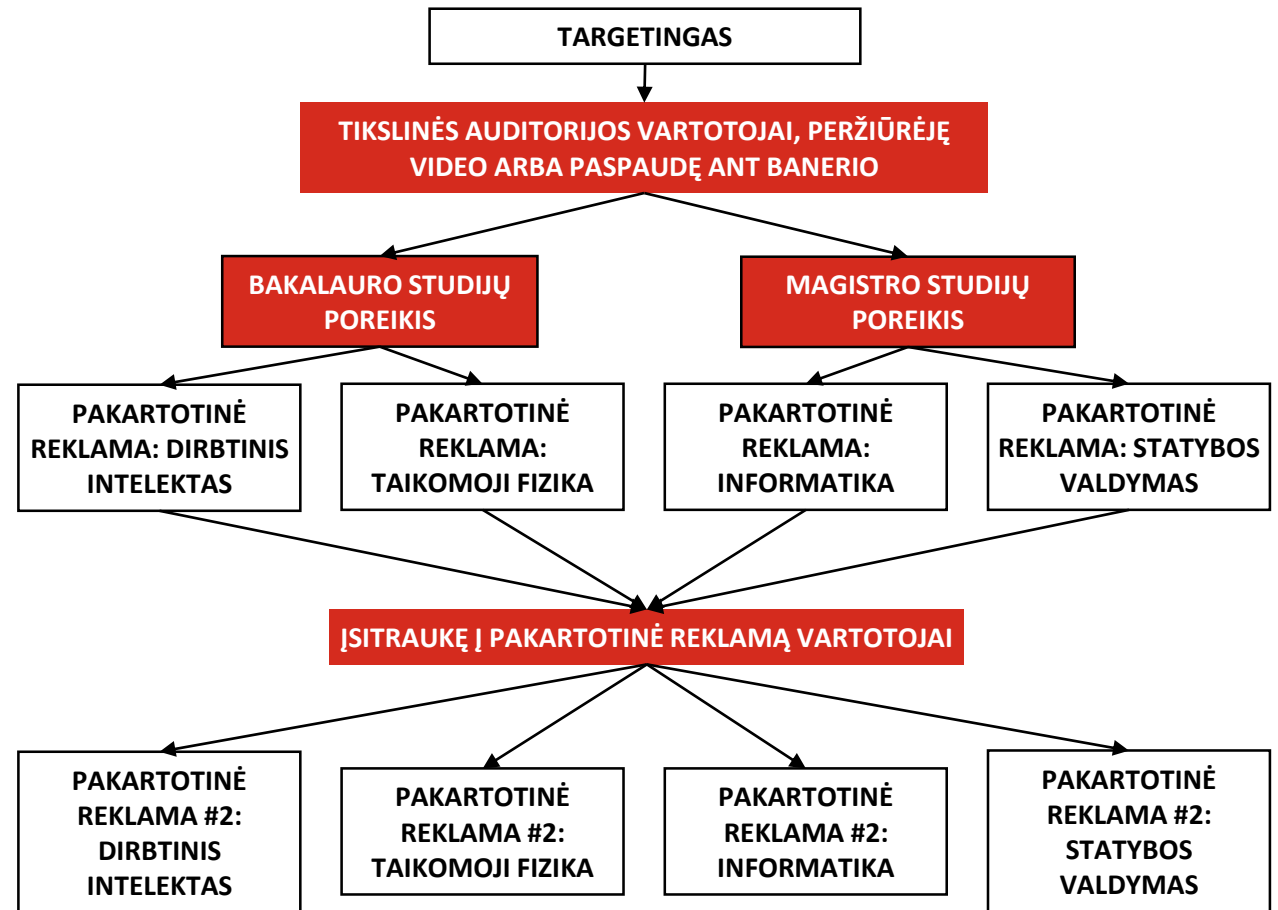 TARGETINGAS
TIKSLINĖS AUDITORIJOS VARTOTOJAI, PERŽIŪRĖJĘ
VIDEO ARBA PASPAUDĘ ANT BANERIO
BAKALAURO STUDIJŲ
POREIKIS
MAGISTRO STUDIJŲ
POREIKIS
PAKARTOTINĖ
REKLAMA: DIRBTINIS
INTELEKTAS
PAKARTOTINĖ
REKLAMA:
TAIKOMOJI FIZIKA
PAKARTOTINĖ
REKLAMA:
INFORMATIKA
PAKARTOTINĖ
REKLAMA: STATYBOS
VALDYMAS
ĮSITRAUKĘ Į PAKARTOTINĖ REKLAMĄ VARTOTOJAI
PAKARTOTINĖ
REKLAMA #2:
DIRBTINIS
INTELEKTAS
PAKARTOTINĖ
REKLAMA #2:
TAIKOMOJI FIZIKA
PAKARTOTINĖ
REKLAMA #2:
INFORMATIKA
PAKARTOTINĖ
REKLAMA #2:
STATYBOS
VALDYMAS